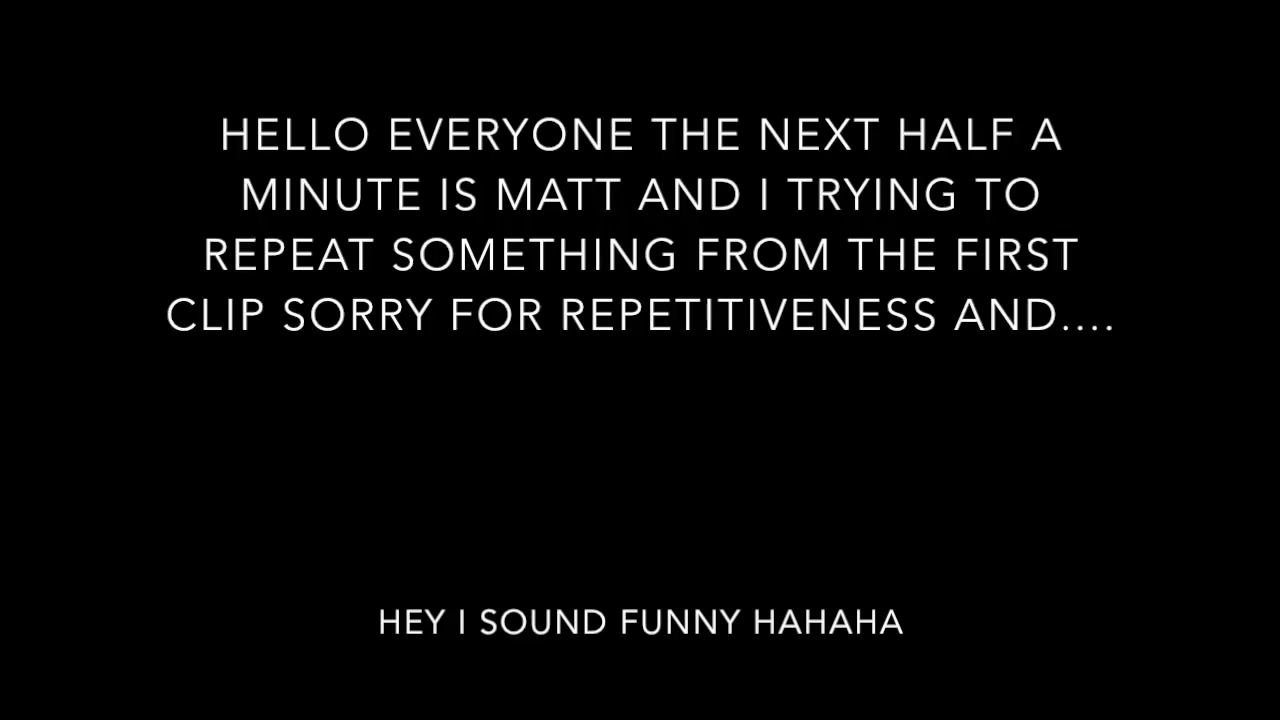 HELLO EVERYONE THE NEXT HALF A
MINUTE IS MATT AND I TRYING TO
REPEAT SOMETHING FROM THE FIRST
CLIP SORRY FOR REPETITIVENESS AND....
HEY I SOUND FUNNY HAHAHA